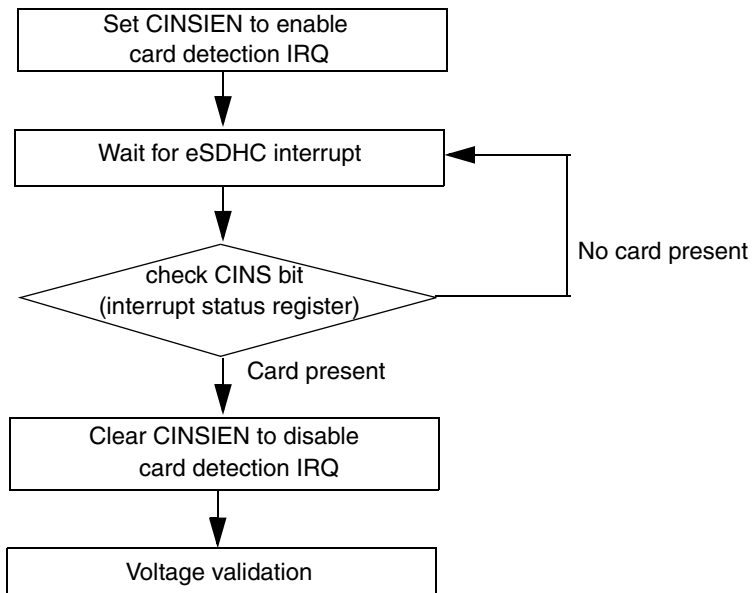 Set CINSIEN to enable
card detection IRQ
Wait for eSDHC interrupt
check CINS bit
(interrupt status register)
No card present
Card present
Clear CINSIEN to disable
card detection IRQ
Voltage validation